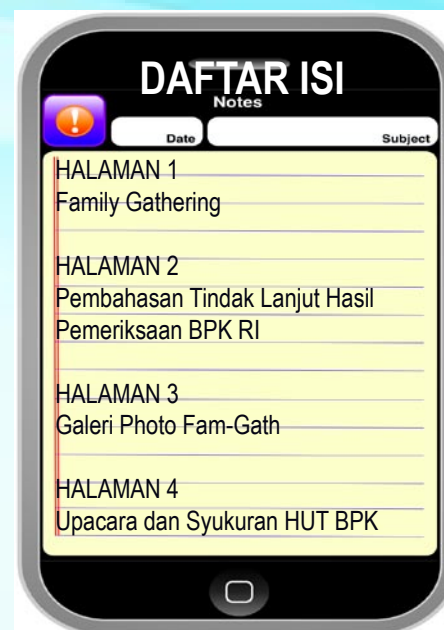 DAFTAR ISI
Notes
Date
Subject
HALAMAN 1
Family Gathering
HALAMAN 2
Pembahasan Tindak Lanjut Hasil
Pemeriksaan BPK RI
HALAMAN 3
Galeri Photo Fam-Gath
HALAMAN 4
Upacara dan Syukuran HUT BPK